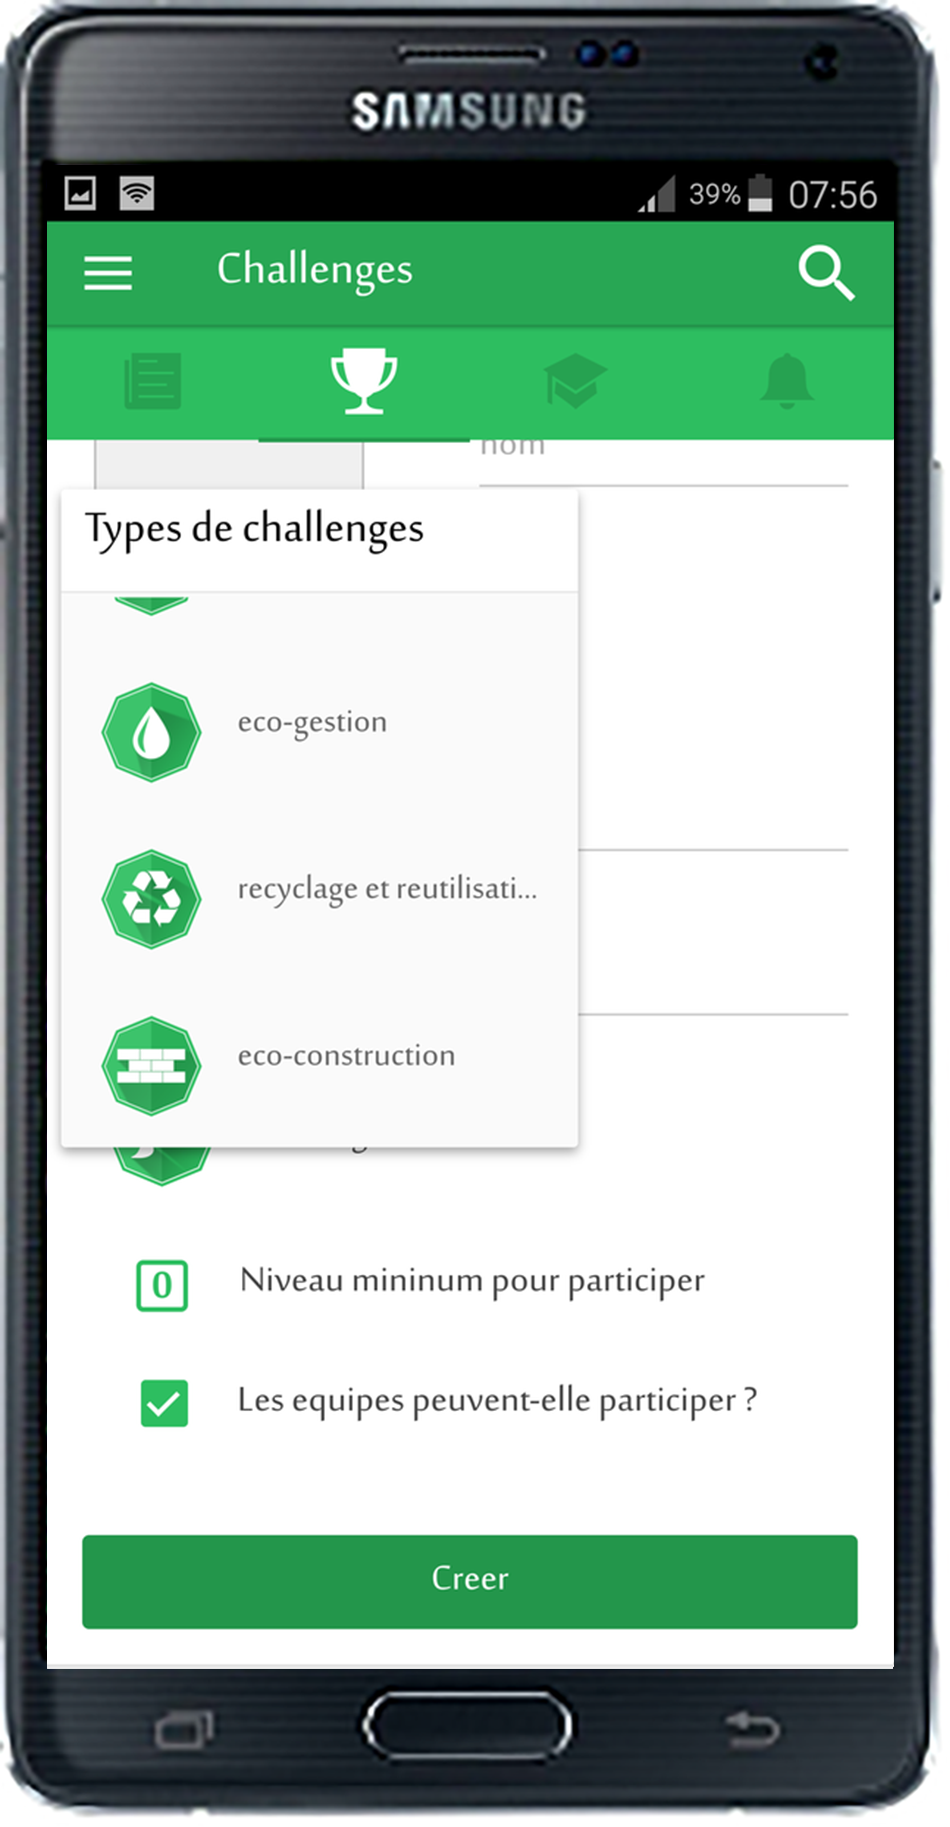 SAMSUNG
39% 07:56
Challenges
nom
Types de challenges
eco-gestion
recyclage et reutilisati...
eco-construction
0 Niveau mininum pour participer
Les equipes peuvent-elle participer ?
Creer